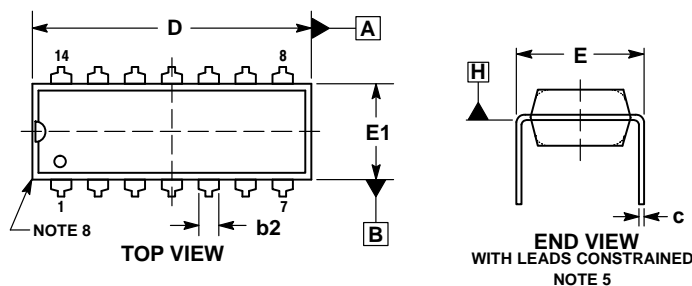 D
A
14
8
E1
1
7
NOTE 8
b2
B
TOP VIEW
E
H
c
END VIEW
WITH LEADS CONSTRAINED
NOTE 5